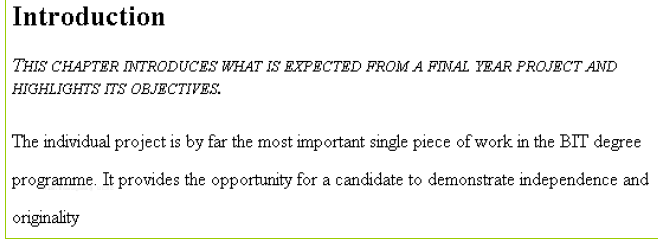 Introduction
THIS CHAPTER INTRODUCES WHAT IS EXPECTED FROM A FINAL YEAR PROJECT AND
HIGHLIGHTS ITS OBJECTIVES.
The individual project is by far the most important single piece of work in the BIT degree
programme. It provides the opportunity for a candidate to demonstrate independence and
originality